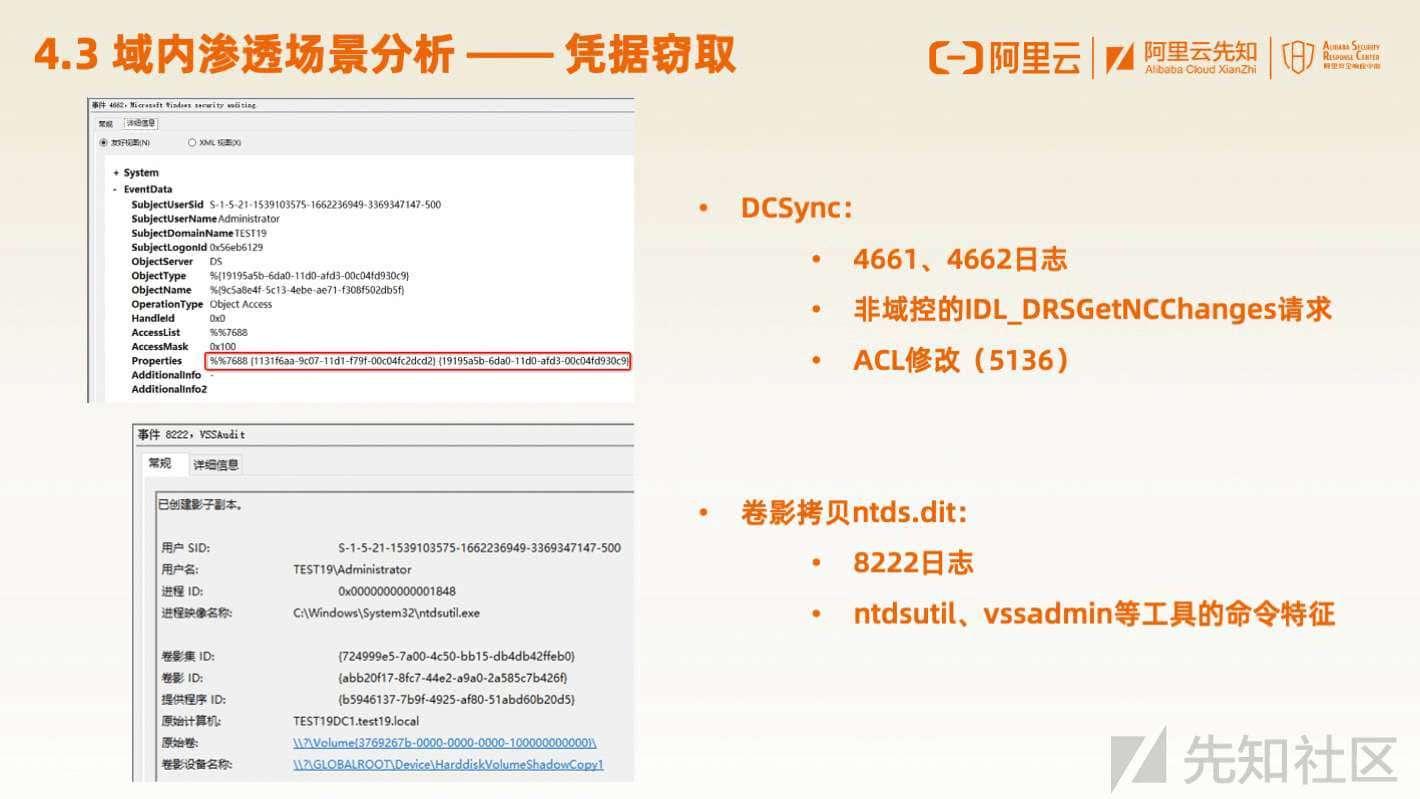 4.3 域内渗透场景分析 —— 凭据窃取
阿里云
阿里云先知
Alibaba Cloud XianZhi
ALIBABA SECURITY
RESPONSE CENTER
事件 4662, Microsoft Windows security auditing.
常规 详细信息
友好视图(N) XML 视图(X)
+ System
- EventData
SubjectUserSid S-1-5-21-1539103575-1662236949-3369347147-500
SubjectUserName Administrator
SubjectDomainName TEST19
SubjectLogonId 0x56eb6129
ObjectServer DS
ObjectType %{19195a5b-6da0-11d0-afd3-00c04fd930c9}
ObjectName %{9c5a8e4f-5c13-4ebe-ae71-f308f502db5f}
OperationType Object Access
HandleId 0x0
AccessList %%7688
AccessMask 0x100
Properties %%7688 {1131f6aa-9c07-11d1-f79f-00c04fc2dcd2} {19195a5b-6da0-11d0-afd3-00c04fd930c9}
AdditionalInfo -
AdditionalInfo2
• DCSync：
• 4661、4662日志
• 非域控的IDL_DRSGetNCChanges请求
• ACL修改（5136）
事件 8222, VSSAudit
常规 详细信息
已创建影子副本。
用户 SID: S-1-5-21-1539103575-1662236949-3369347147-500
用户名: TEST19\Administrator
进程 ID: 0x0000000000001848
进程映像名称: C:\Windows\System32\ntdsutil.exe
卷影集 ID: {724999e5-7a00-4c50-bb15-db4db42ffeb0}
卷影 ID: {abb20f17-8fc7-44e2-a9a0-2a585c7b426f}
提供程序 ID: {b5946137-7b9f-4925-af80-51abd60b20d5}
原始计算机: TEST19DC1.test19.local
原始卷: \\?\Volume{3769267b-0000-0000-0000-100000000000}\
卷影设备名称: \\?\GLOBALROOT\Device\HarddiskVolumeShadowCopy1
• 卷影拷贝ntds.dit：
• 8222日志
• ntdsutil、vssadmin等工具的命令特征
先知社区